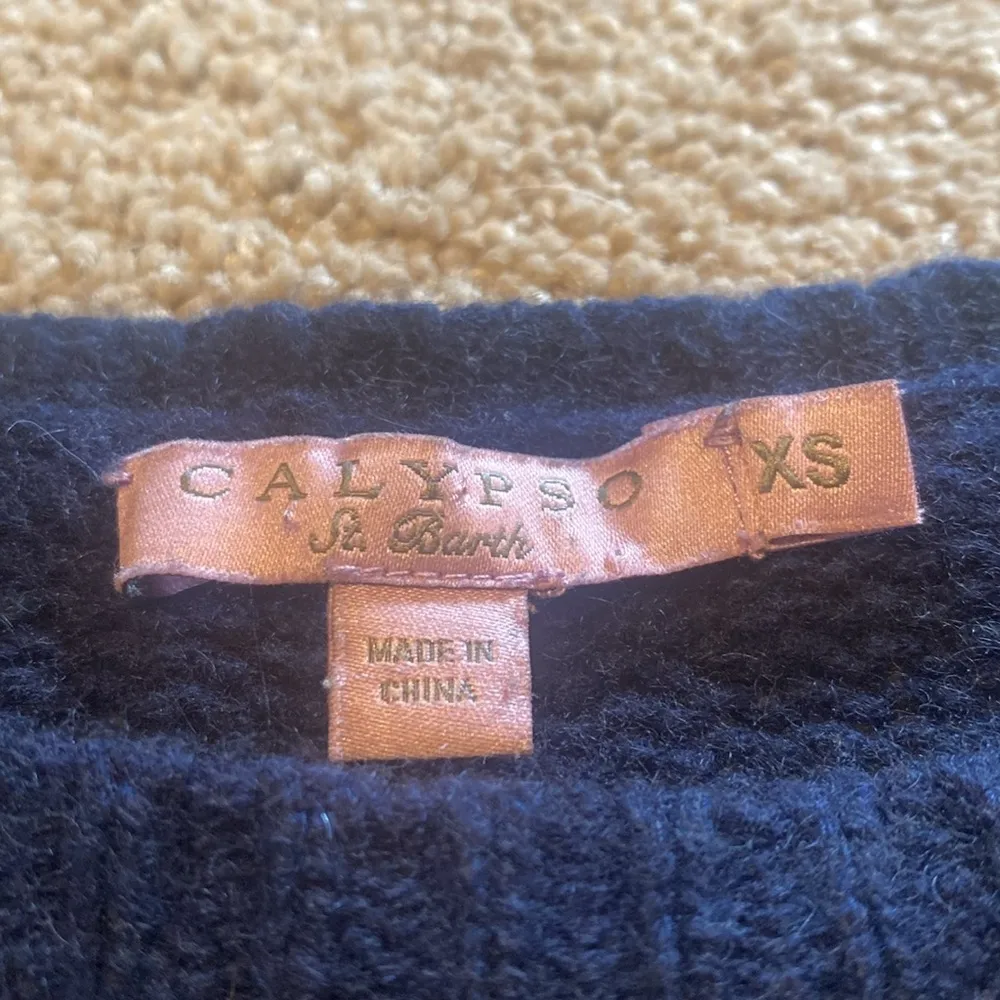 CALYPSO
St. Barth
XS
MADE IN
CHINA